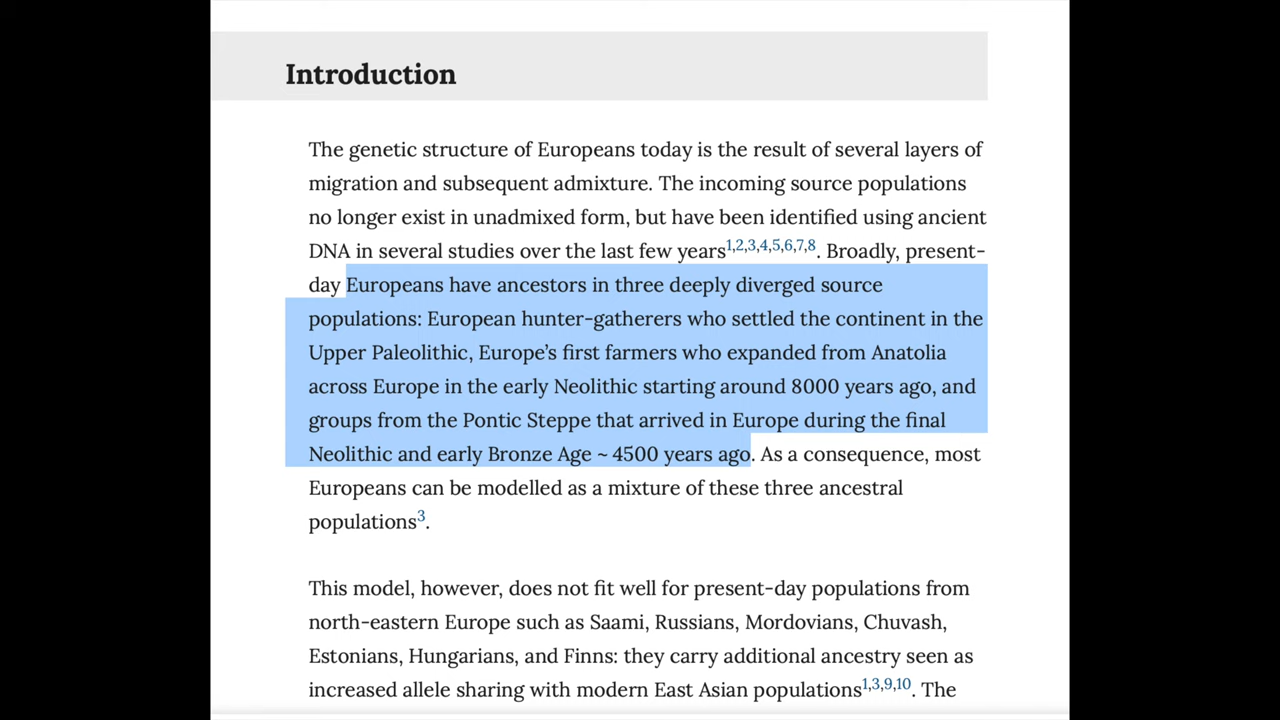 Introduction
The genetic structure of Europeans today is the result of several layers of
migration and subsequent admixture. The incoming source populations
no longer exist in unadmixed form, but have been identified using ancient
DNA in several studies over the last few years1,2,3,4,5,6,7,8. Broadly, present-
day Europeans have ancestors in three deeply diverged source
populations: European hunter-gatherers who settled the continent in the
Upper Paleolithic, Europe’s first farmers who expanded from Anatolia
across Europe in the early Neolithic starting around 8000 years ago, and
groups from the Pontic Steppe that arrived in Europe during the final
Neolithic and early Bronze Age ~ 4500 years ago. As a consequence, most
Europeans can be modelled as a mixture of these three ancestral
populations3.
This model, however, does not fit well for present-day populations from
north-eastern Europe such as Saami, Russians, Mordovians, Chuvash,
Estonians, Hungarians, and Finns: they carry additional ancestry seen as
increased allele sharing with modern East Asian populations1,3,9,10. The